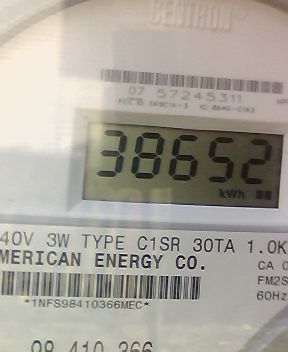 CENTRON®
07 57245311
38652
kWh
40V 3W TYPE C1SR 30TA 1.0K
MERICAN ENERGY CO.
CA 0
FM2S
*1NFS98410366MEC*
60Hz
98 410 366